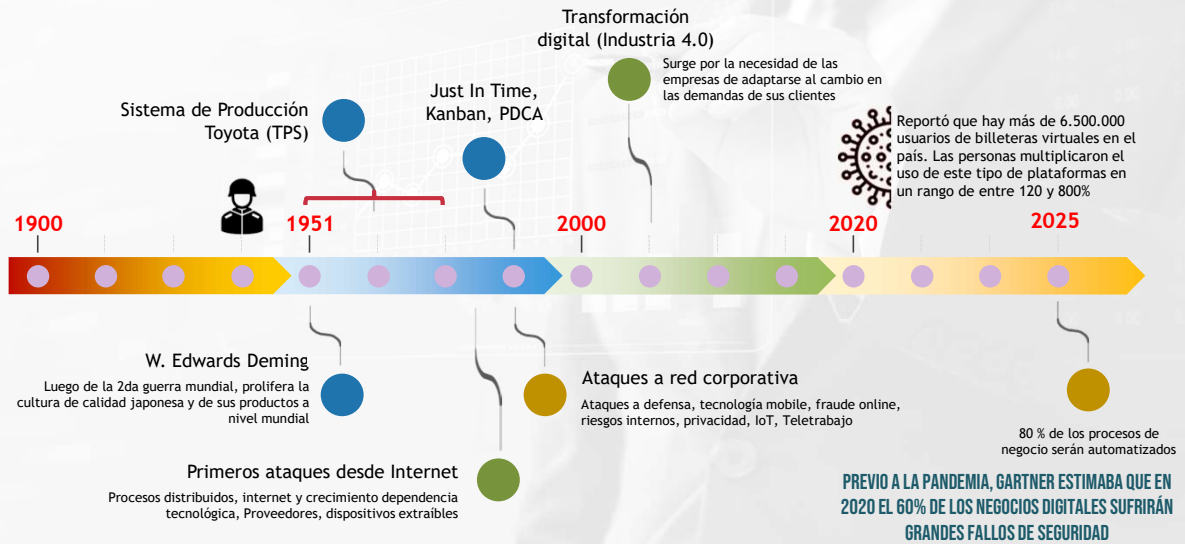 Transformación
digital (Industria 4.0)
Surge por la necesidad de las
empresas de adaptarse al cambio en
las demandas de sus clientes
Just In Time,
Kanban, PDCA
Sistema de Producción
Toyota (TPS)
Reportó que hay más de 6.500.000
usuarios de billeteras virtuales en el
país. Las personas multiplicaron el
uso de este tipo de plataformas en
un rango de entre 120 y 800%
1900
1951
2000
2020
2025
W. Edwards Deming
Luego de la 2da guerra mundial, prolifera la
cultura de calidad japonesa y de sus productos a
nivel mundial
Ataques a red corporativa
Ataques a defensa, tecnología mobile, fraude online,
riesgos internos, privacidad, IoT, Teletrabajo
80 % de los procesos de
negocio serán automatizados
Primeros ataques desde Internet
Procesos distribuidos, internet y crecimiento dependencia
tecnológica, Proveedores, dispositivos extraíbles
PREVIO A LA PANDEMIA, GARTNER ESTIMABA QUE EN
2020 EL 60% DE LOS NEGOCIOS DIGITALES SUFRIRÁN
GRANDES FALLOS DE SEGURIDAD